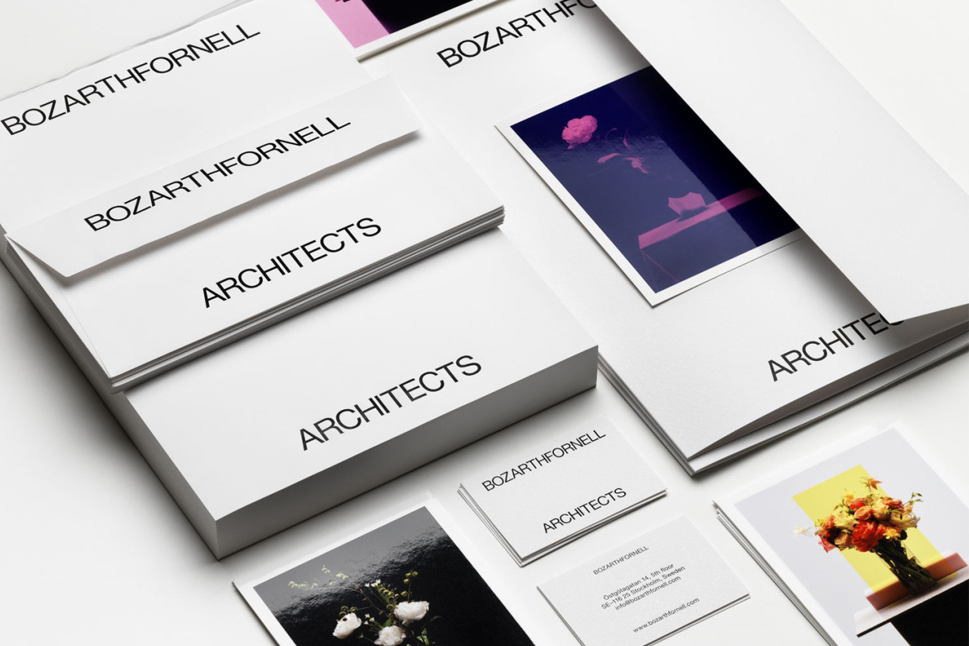 BOZARTHFORNELL
BOZARTHFORNELL
ARCHITECTS
ARCHITECTS
BOZARTHFO
ARCHITEC
BOZARTHFORNELL
ARCHITECTS
BOZARTHFORNELL
Östgötagatan 14, 5th floor
SE–116 25 Stockholm, Sweden
info@bozarthfornell.com
www.bozarthfornell.com